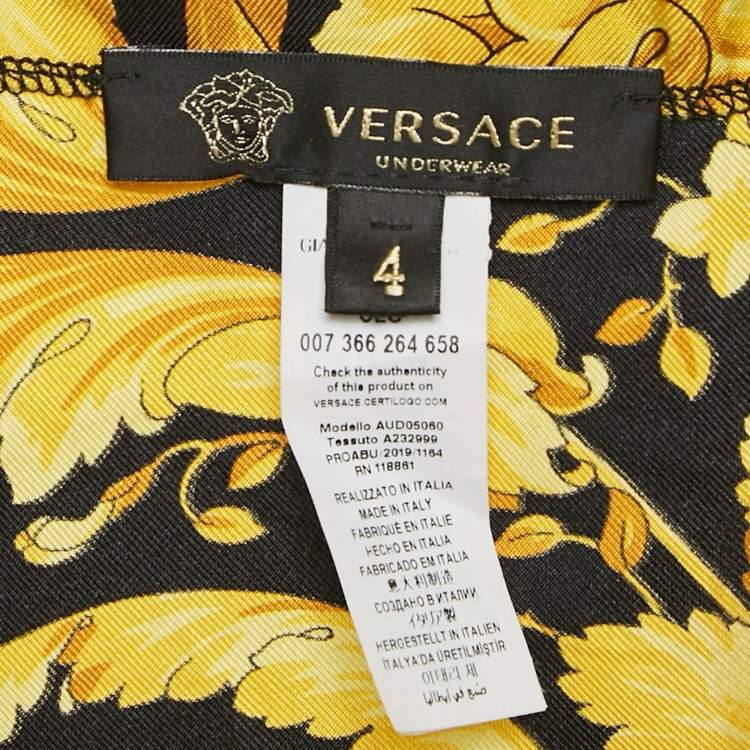 VERSACE
UNDERWEAR
4
GIA
CLG
007 366 264 658
Check the authenticity
of this product on
VERSACE.CERTILOGO.COM
Modello AUD05060
Tessuto A232999
PROABU/2019/1164
RN 118861
REALIZZATO IN ITALIA
MADE IN ITALY
FABRIQUÉ EN ITALIE
HECHO EN ITALIA
FABRICADO EM ITÁLIA
意大利制造
СОЗДАНО В ИТАЛИИ
イタリア製
HERGESTELLT IN ITALIEN
İTALYA'DA ÜRETİLMİŞTİR
이태리 제
صنع في إيطاليا